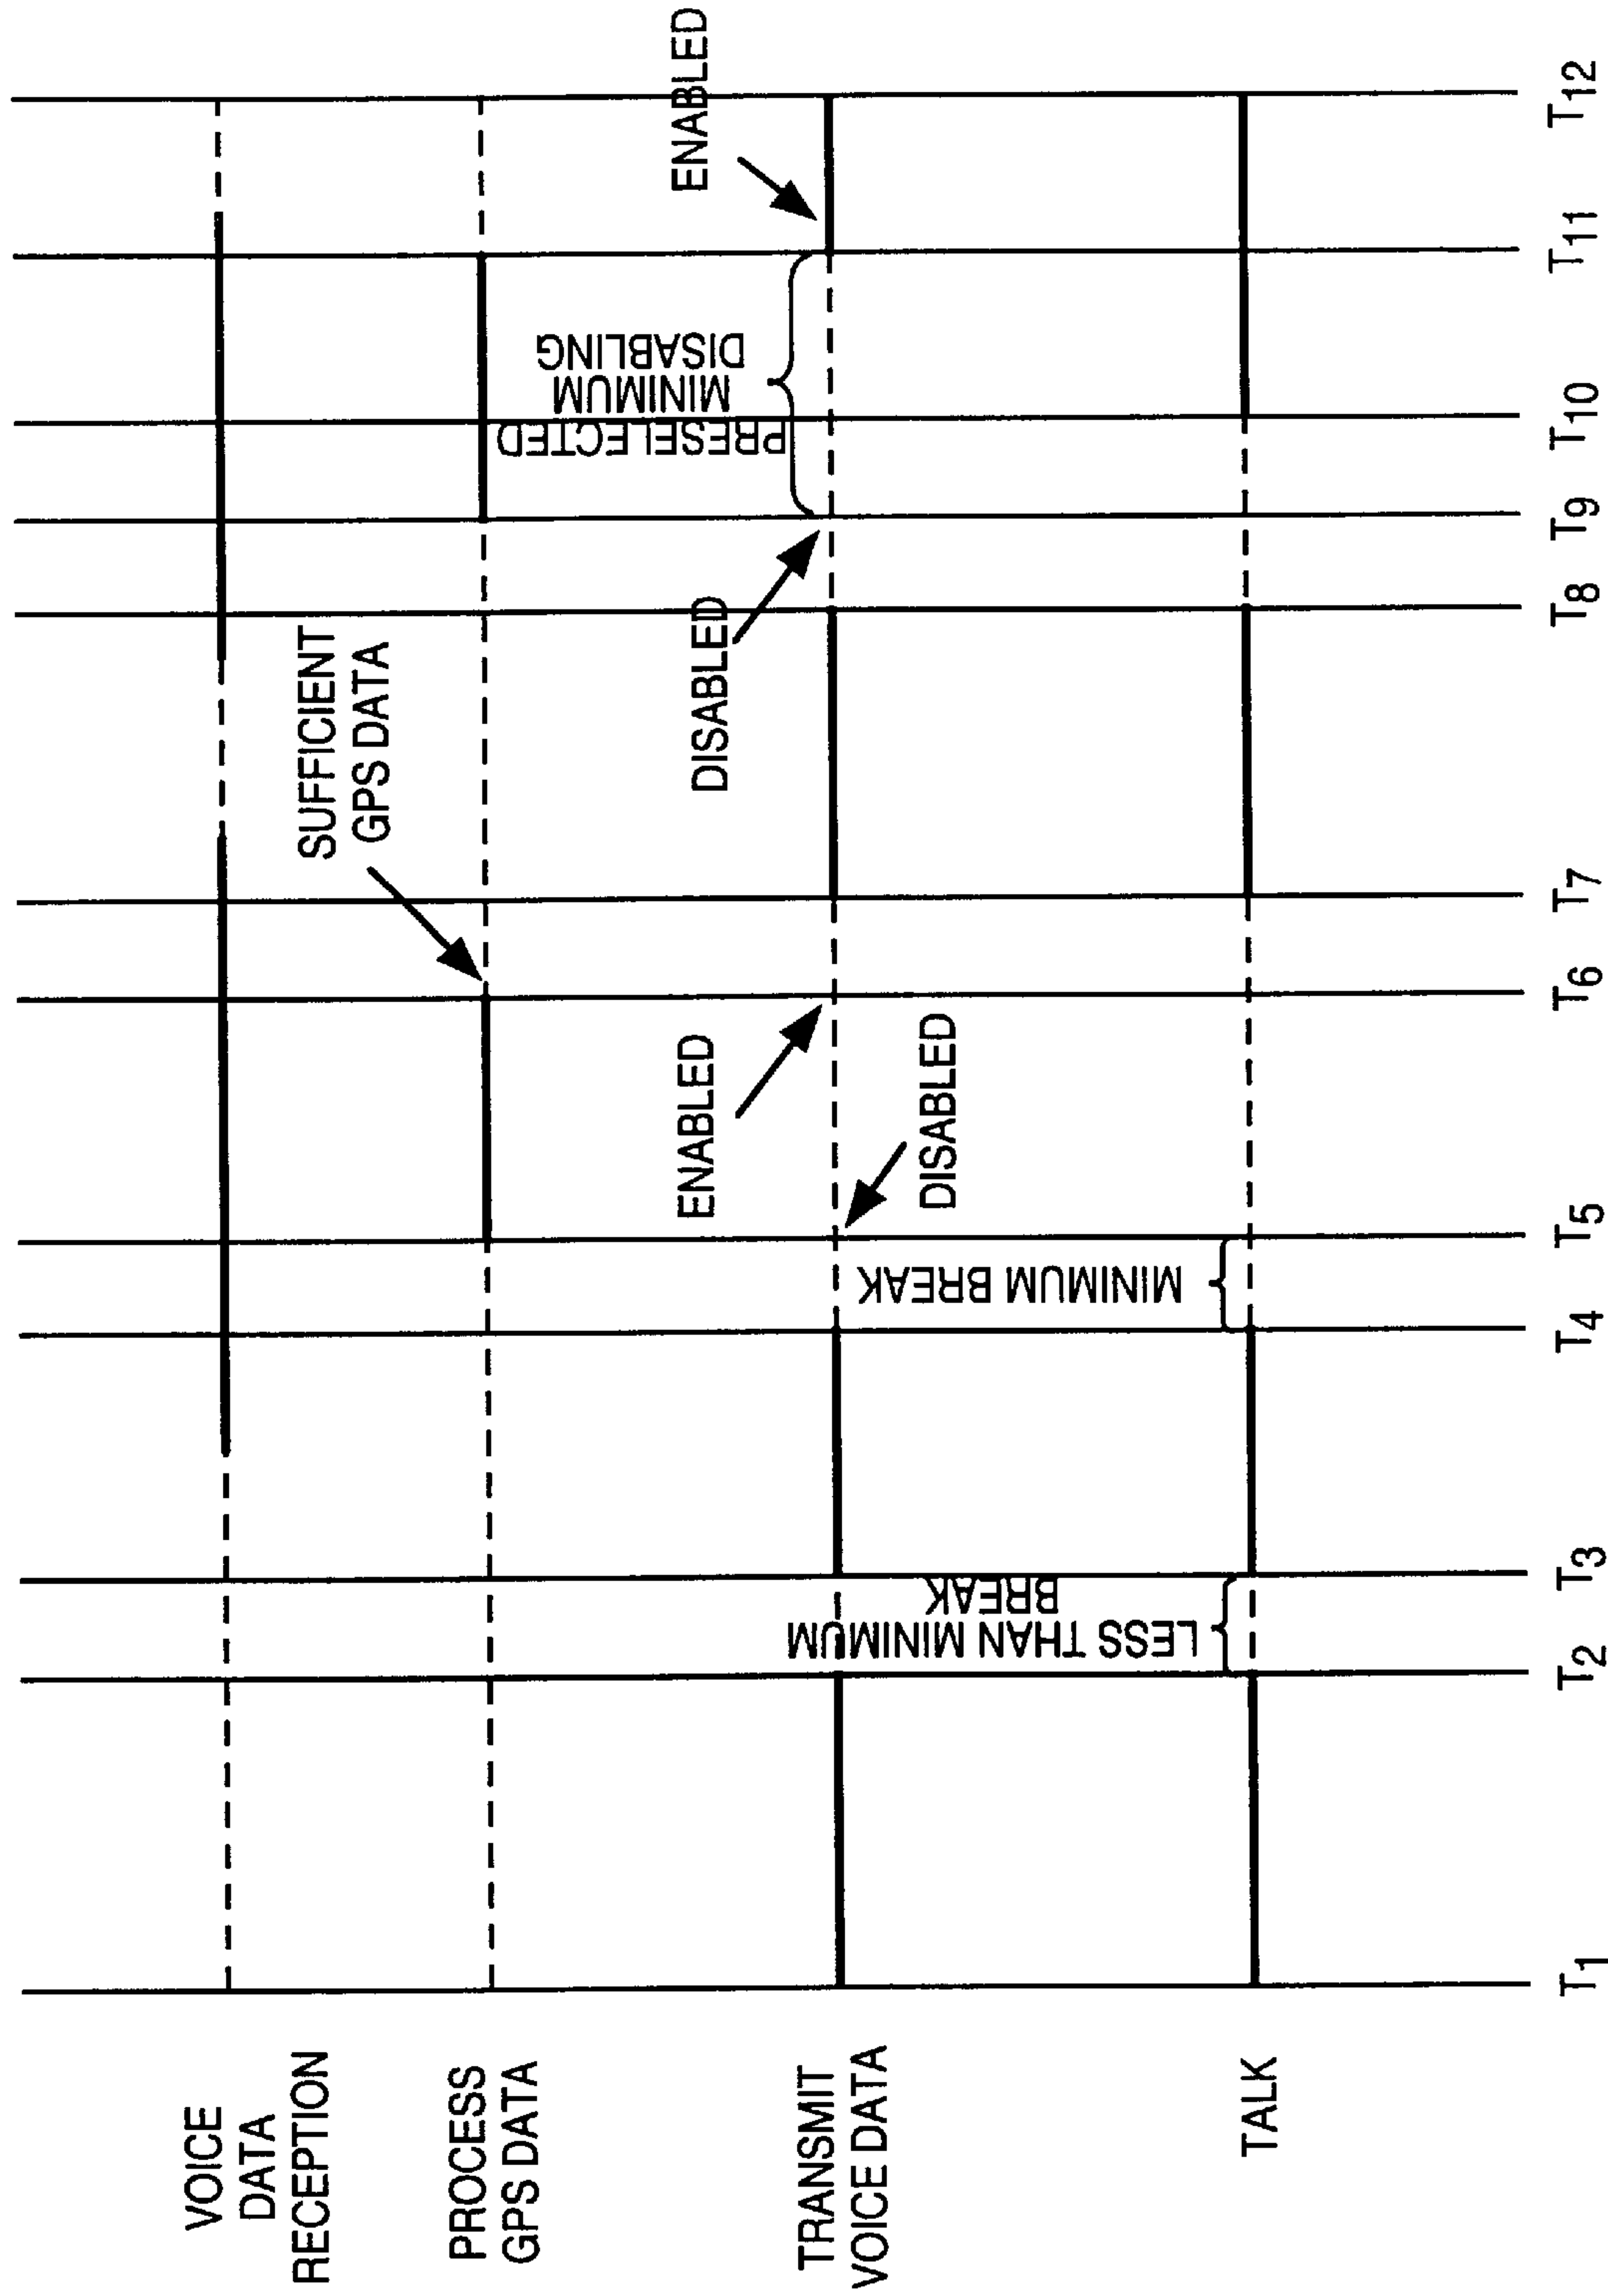 VOICE
DATA
RECEPTION
PROCESS
GPS DATA
TRANSMIT
VOICE DATA
TALK
SUFFICIENT
GPS DATA
ENABLED
DISABLED
DISABLED
ENABLED
PRESELECTED
MINIMUM
DISABLING
LESS THAN MINIMUM
BREAK
MINIMUM BREAK
T1
T2
T3
T4
T5
T6
T7
T8
T9
T10
T11
T12